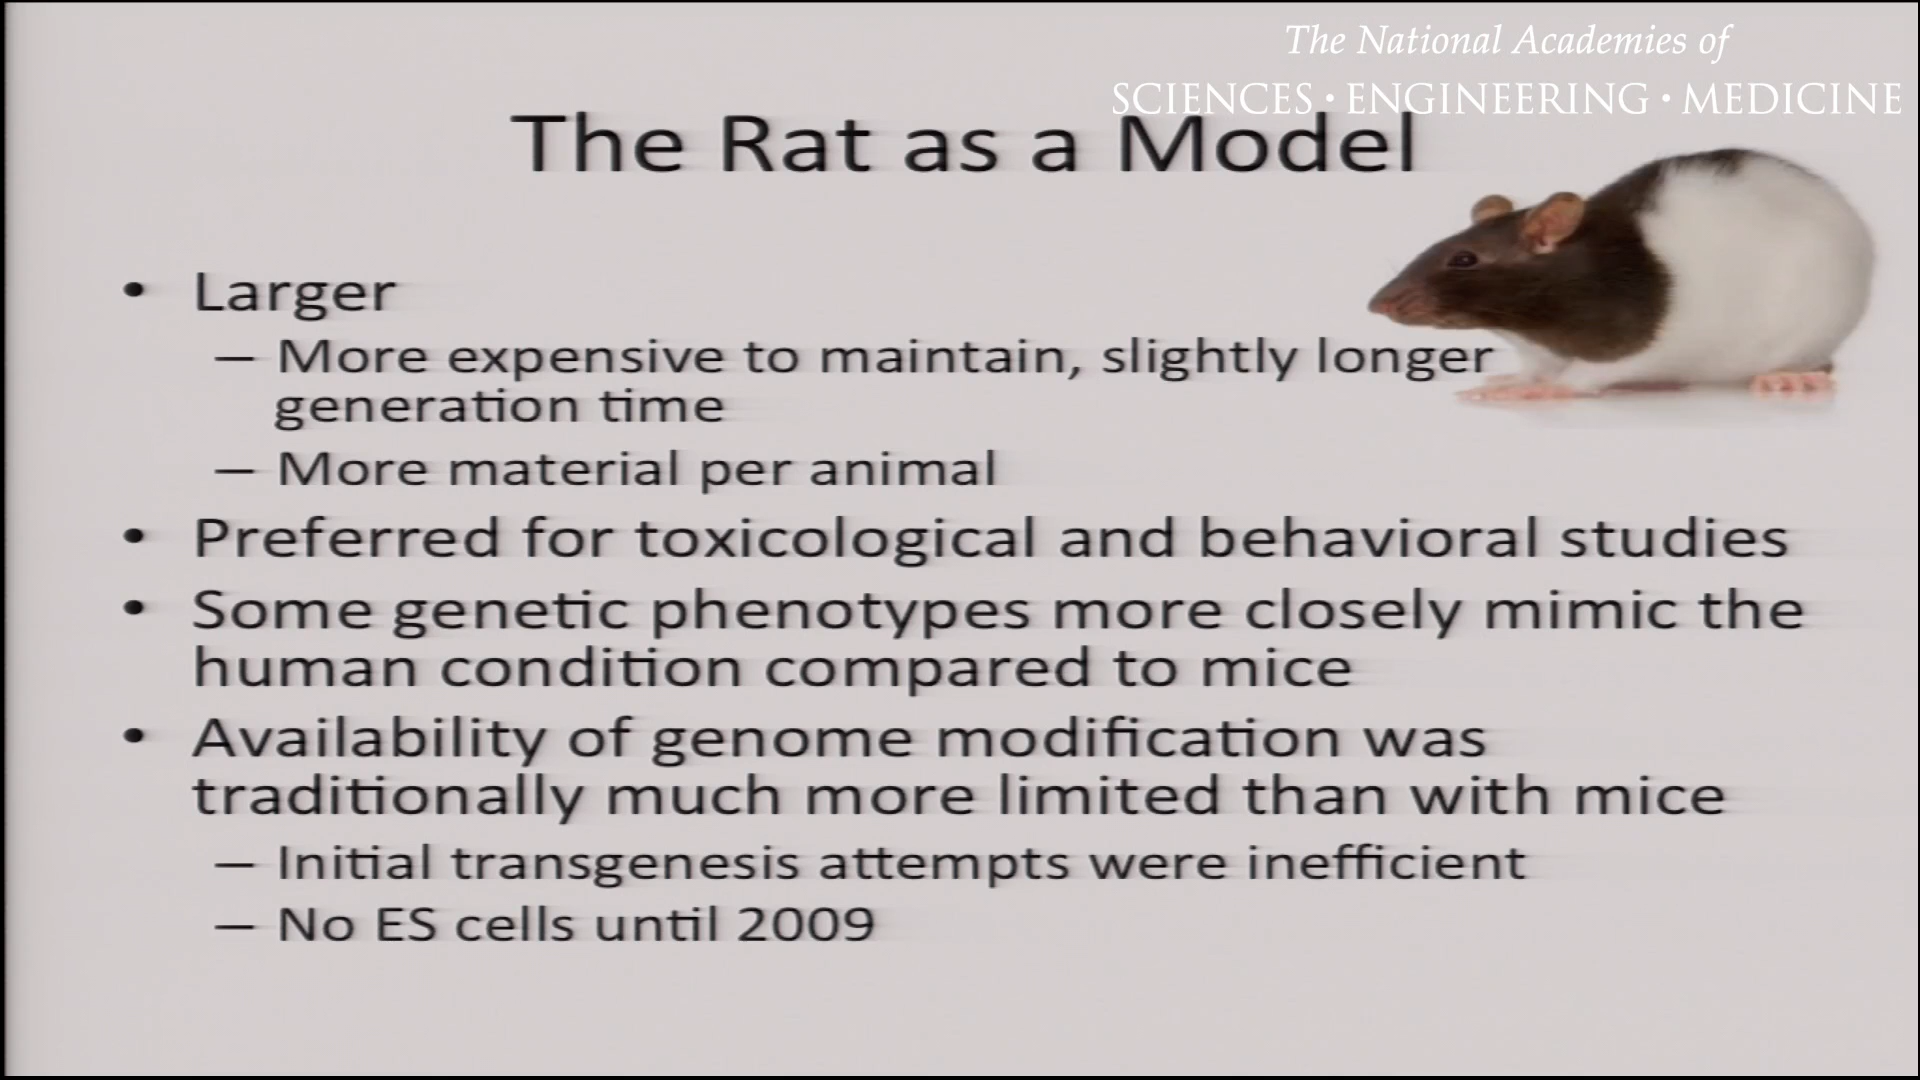 The National Academies of
SCIENCES • ENGINEERING • MEDICINE
The Rat as a Model
• Larger
– More expensive to maintain, slightly longer
generation time
– More material per animal
• Preferred for toxicological and behavioral studies
• Some genetic phenotypes more closely mimic the
human condition compared to mice
• Availability of genome modification was
traditionally much more limited than with mice
– Initial transgenesis attempts were inefficient
– No ES cells until 2009